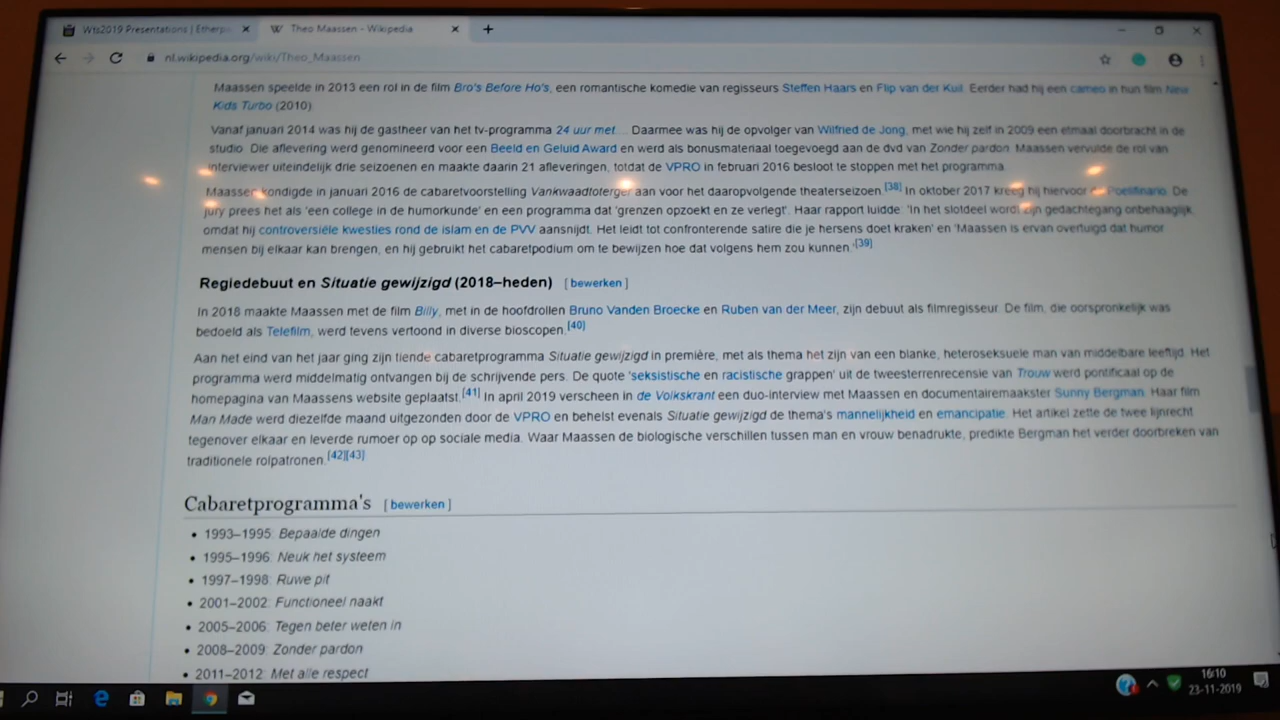 Wts2019 Presentations | Etherp
Theo Maassen - Wikipedia
nl.wikipedia.org/wiki/Theo_Maassen
Maassen speelde in 2013 een rol in de film Bro's Before Ho's, een romantische komedie van regisseurs Steffen Haars en Flip van der Kuil. Eerder had hij een cameo in hun film New
Kids Turbo (2010)
Vanaf januari 2014 was hij de gastheer van het tv-programma 24 uur met... Daarmee was hij de opvolger van Wilfried de Jong, met wie hij zelf in 2009 een etmaal doorbracht in de
studio. Die aflevering werd genomineerd voor een Beeld en Geluid Award en werd als bonusmateriaal toegevoegd aan de dvd van Zonder pardon. Maassen vervulde de rol van
interviewer uiteindelijk drie seizoenen en maakte daarin 21 afleveringen, totdat de VPRO in februari 2016 besloot te stoppen met het programma.
Maassen kondigde in januari 2016 de cabaretvoorstelling Vankwaadtoterger aan voor het daaropvolgende theaterseizoen.[38] In oktober 2017 kreeg hij hiervoor de Poelifinario. De
jury prees het als 'een college in de humorkunde' en een programma dat 'grenzen opzoekt en ze verlegt'. Haar rapport luidde: 'In het slotdeel wordt zijn gedachtegang onbehaaglijk,
omdat hij controversiële kwesties rond de islam en de PVV aansnijdt. Het leidt tot confronterende satire die je hersens doet kraken' en 'Maassen is ervan overtuigd dat humor
mensen bij elkaar kan brengen, en hij gebruikt het cabaretpodium om te bewijzen hoe dat volgens hem zou kunnen.'[39]
Regiedebuut en Situatie gewijzigd (2018–heden) [ bewerken ]
In 2018 maakte Maassen met de film Billy, met in de hoofdrollen Bruno Vanden Broecke en Ruben van der Meer, zijn debuut als filmregisseur. De film, die oorspronkelijk was
bedoeld als Telefilm, werd tevens vertoond in diverse bioscopen.[40]
Aan het eind van het jaar ging zijn tiende cabaretprogramma Situatie gewijzigd in première, met als thema het zijn van een blanke, heteroseksuele man van middelbare leeftijd. Het
programma werd middelmatig ontvangen bij de schrijvende pers. De quote 'seksistische en racistische grappen' uit de tweesterrenrecensie van Trouw werd pontificaal op de
homepagina van Maassens website geplaatst.[41] In april 2019 verscheen in de Volkskrant een duo-interview met Maassen en documentairemaakster Sunny Bergman. Haar film
Man Made werd diezelfde maand uitgezonden door de VPRO en behelst evenals Situatie gewijzigd de thema's mannelijkheid en emancipatie. Het artikel zette de twee lijnrecht
tegenover elkaar en leverde rumoer op op sociale media. Waar Maassen de biologische verschillen tussen man en vrouw benadrukte, predikte Bergman het verder doorbreken van
traditionele rolpatronen.[42][43]
Cabaretprogramma's [ bewerken ]
• 1993–1995: Bepaalde dingen
• 1995–1996: Neuk het systeem
• 1997–1998: Ruwe pit
• 2001–2002: Functioneel naakt
• 2005–2006: Tegen beter weten in
• 2008–2009: Zonder pardon
• 2011–2012: Met alle respect
16:10
23-11-2019